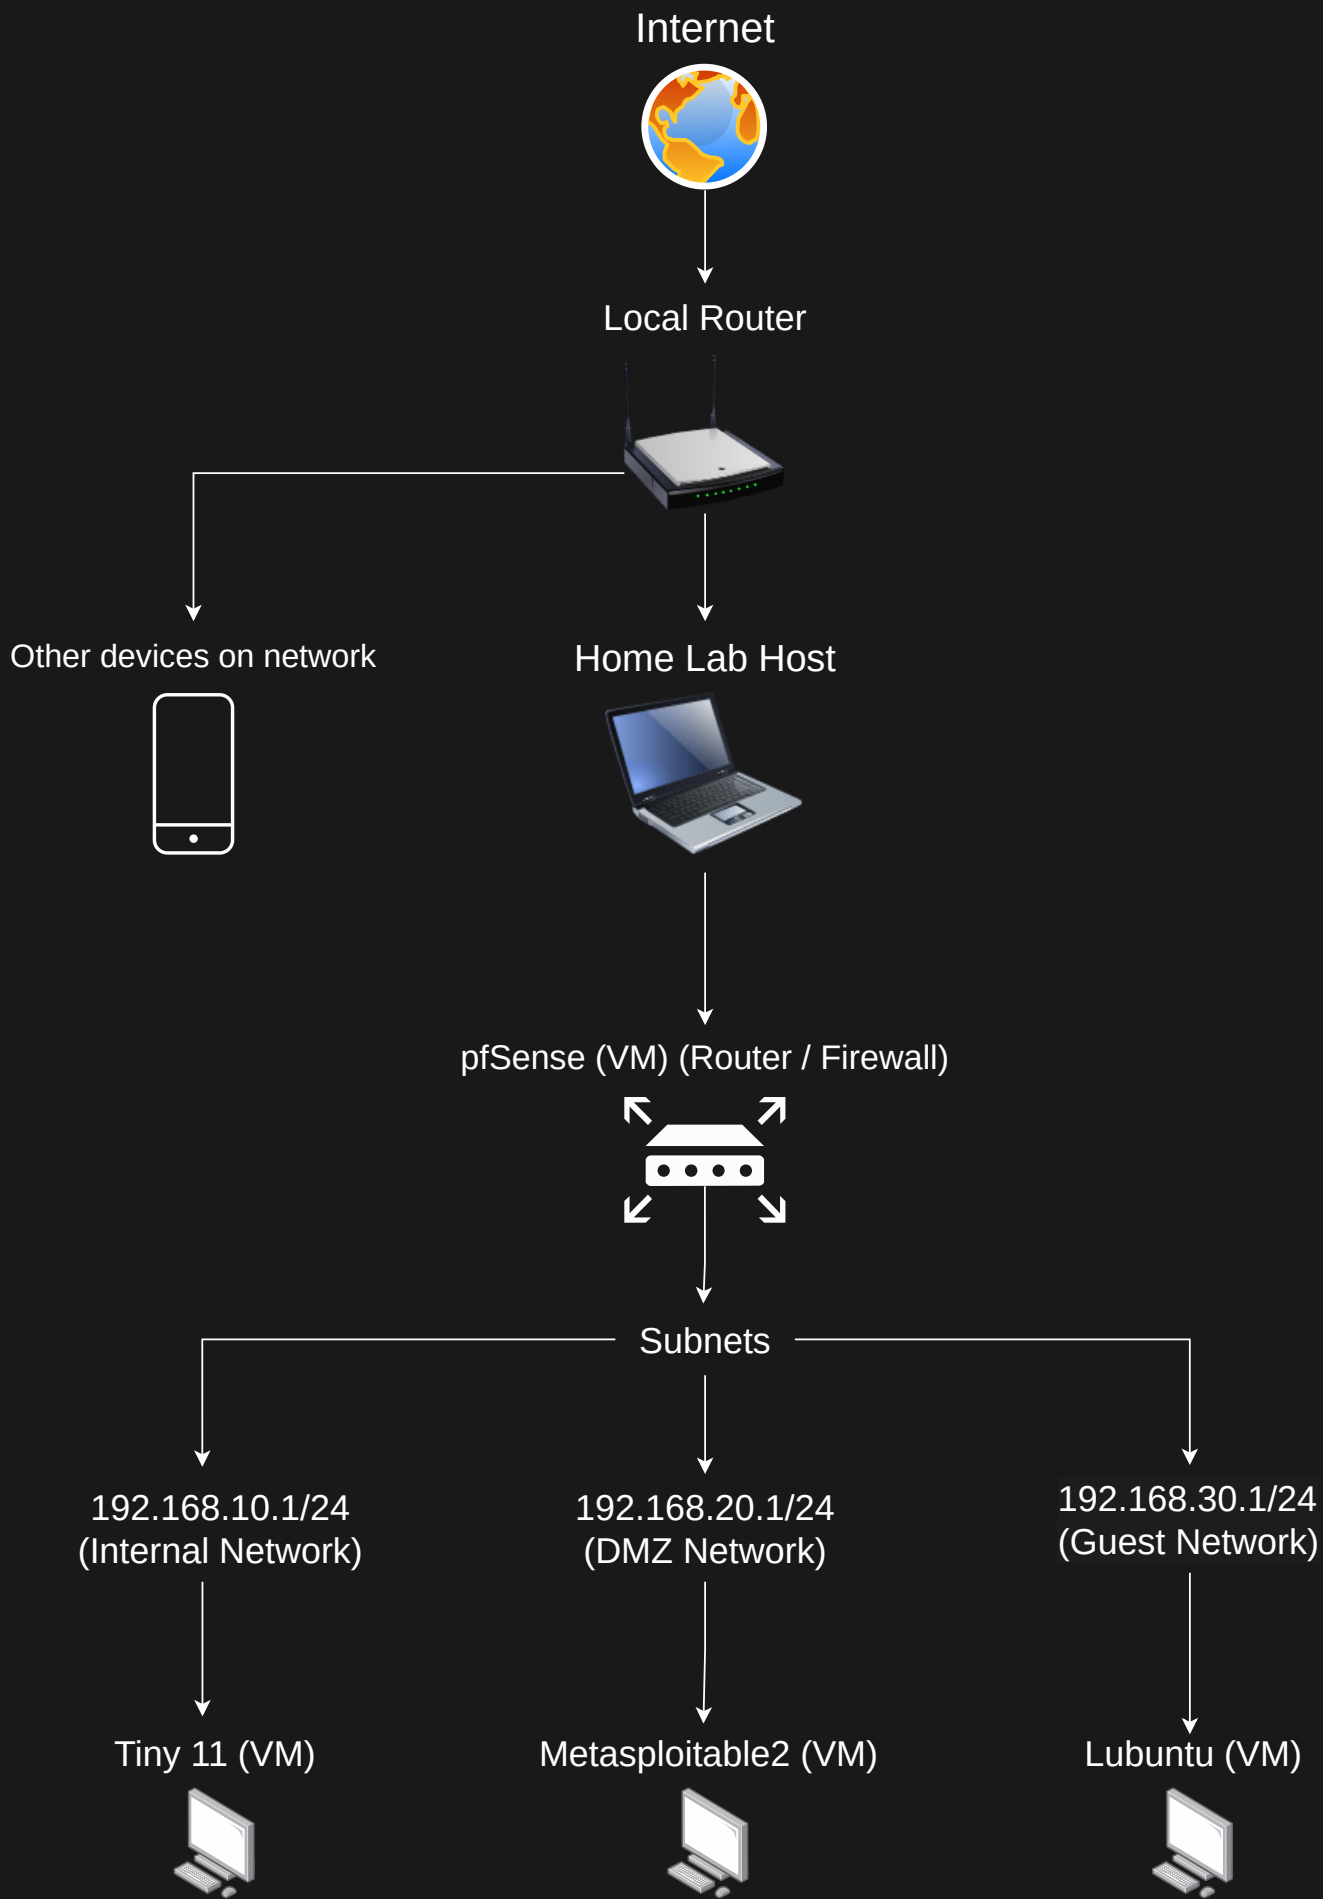 Internet
Local Router
Other devices on network
Home Lab Host
pfSense (VM) (Router / Firewall)
Subnets
192.168.10.1/24
(Internal Network)
192.168.20.1/24
(DMZ Network)
192.168.30.1/24
(Guest Network)
Tiny 11 (VM)
Metasploitable2 (VM)
Lubuntu (VM)